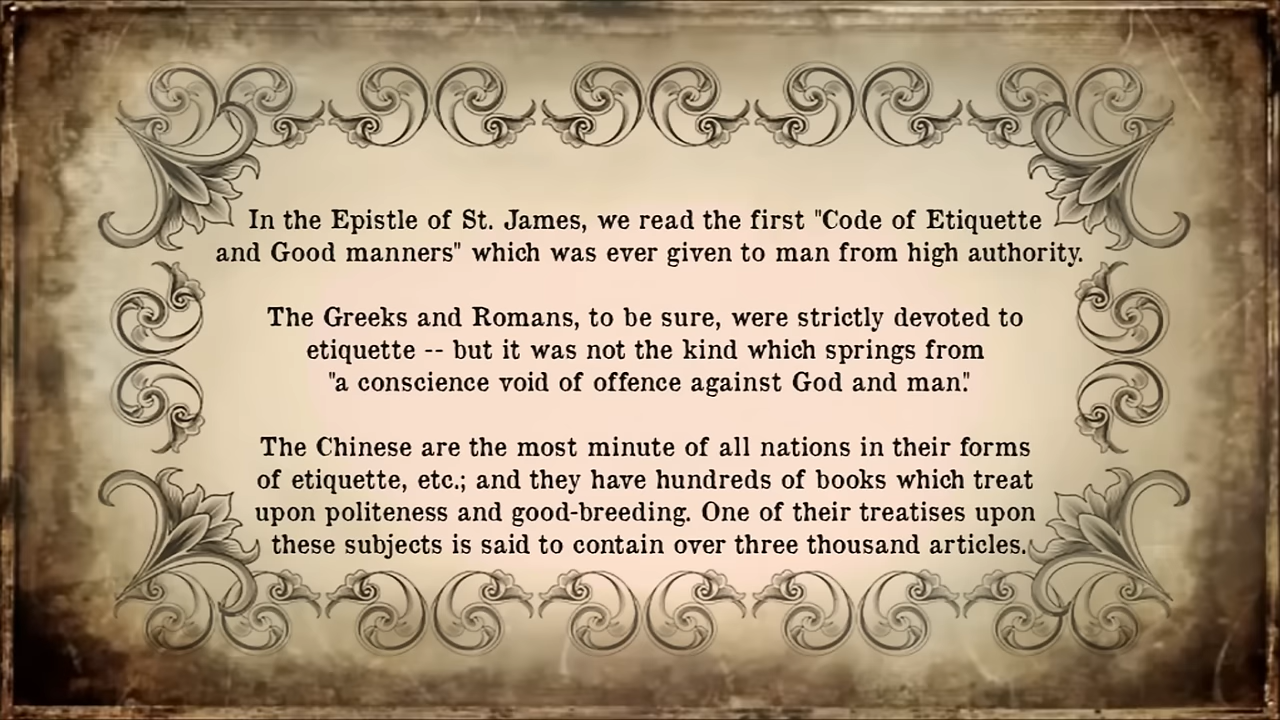 In the Epistle of St. James, we read the first "Code of Etiquette
and Good manners" which was ever given to man from high authority.
The Greeks and Romans, to be sure, were strictly devoted to
etiquette -- but it was not the kind which springs from
"a conscience void of offence against God and man."
The Chinese are the most minute of all nations in their forms
of etiquette, etc.; and they have hundreds of books which treat
upon politeness and good-breeding. One of their treatises upon
these subjects is said to contain over three thousand articles.